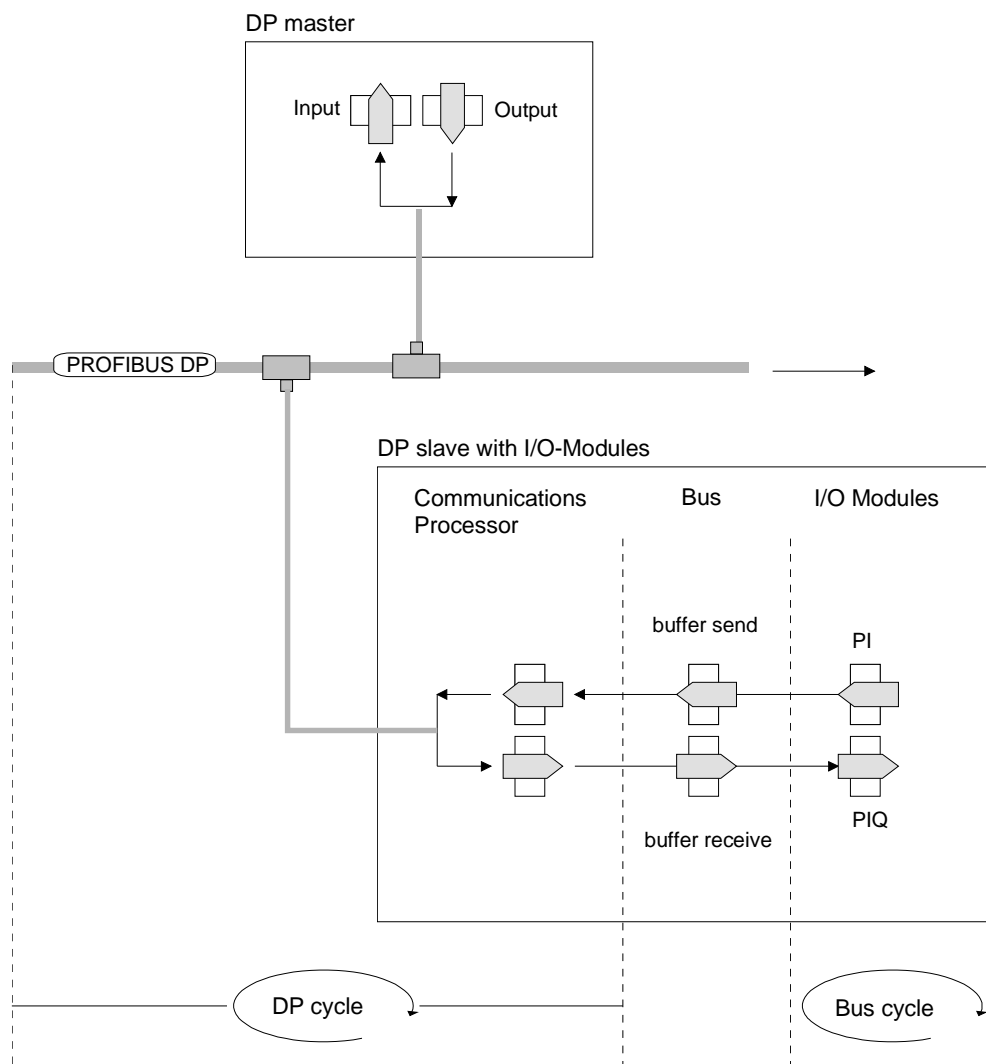 DP master
Input
Output
PROFIBUS DP
DP slave with I/O-Modules
Communications
Processor
Bus
I/O Modules
buffer send
PI
buffer receive
PIQ
DP cycle
Bus cycle